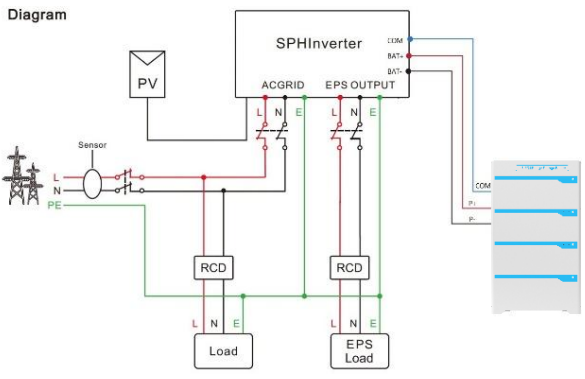 Diagram
SPHInverter
COM
BAT+
BAT-
PV
ACGRID
EPS OUTPUT
L N E
L N E
Sensor
L
N
PE
COM
P+
P-
RCD
RCD
L N E
L N E
Load
EPS
Load